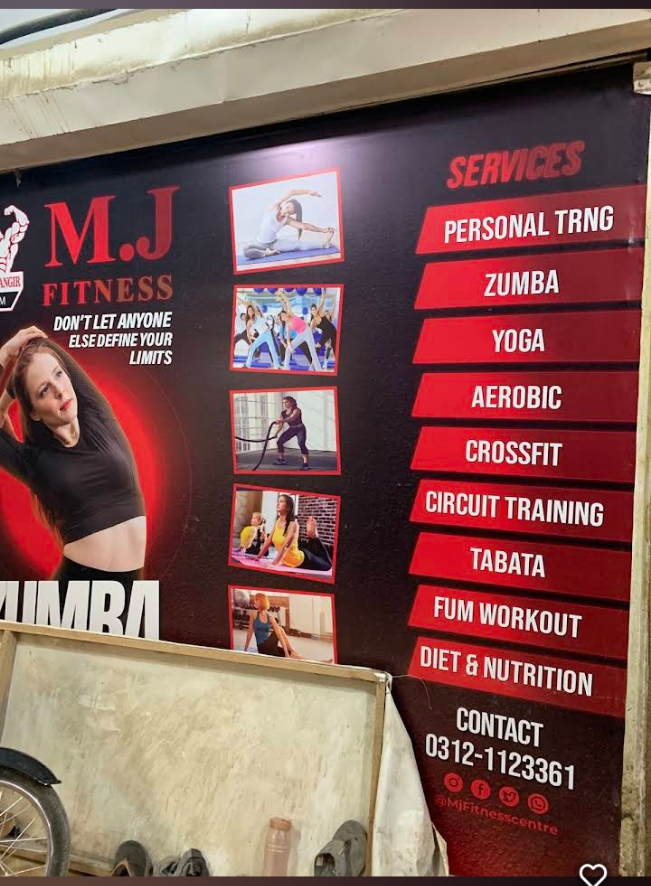 M.J
FITNESS
DON'T LET ANYONE
ELSE DEFINE YOUR
LIMITS
ZUMBA
SERVICES
PERSONAL TRNG
ZUMBA
YOGA
AEROBIC
CROSSFIT
CIRCUIT TRAINING
TABATA
FUM WORKOUT
DIET & NUTRITION
CONTACT
0312-1123361
@MjFitnesscentre